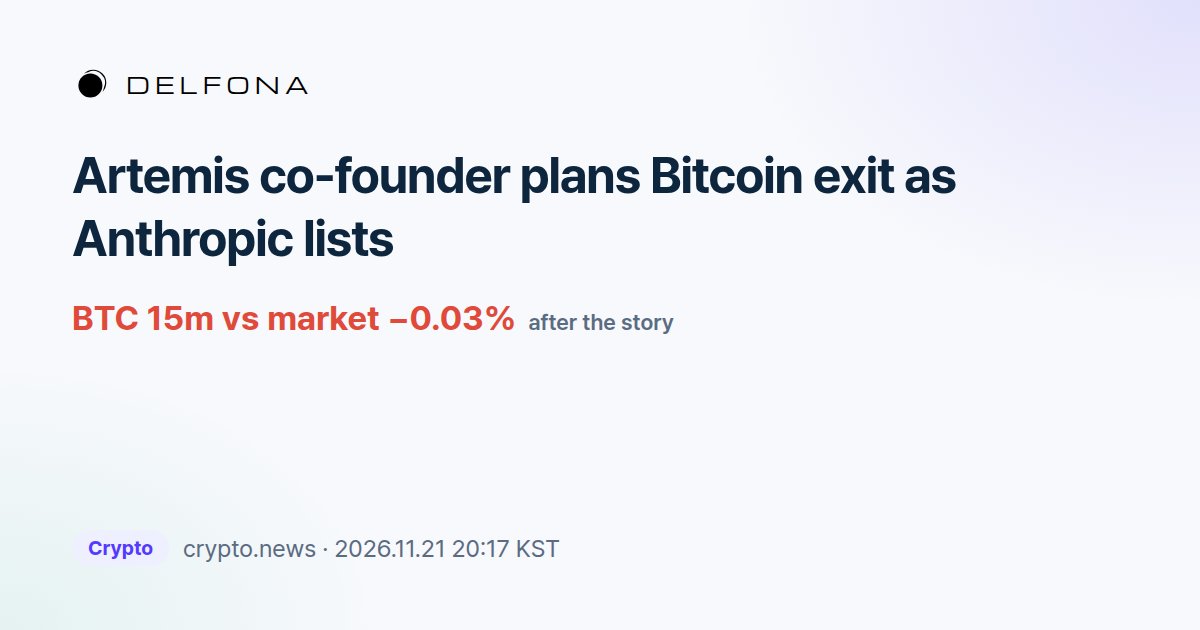 DELFONA
Artemis co-founder plans Bitcoin exit as
Anthropic lists
BTC 15m vs market −0.03% after the story
Crypto crypto.news · 2026.11.21 20:17 KST